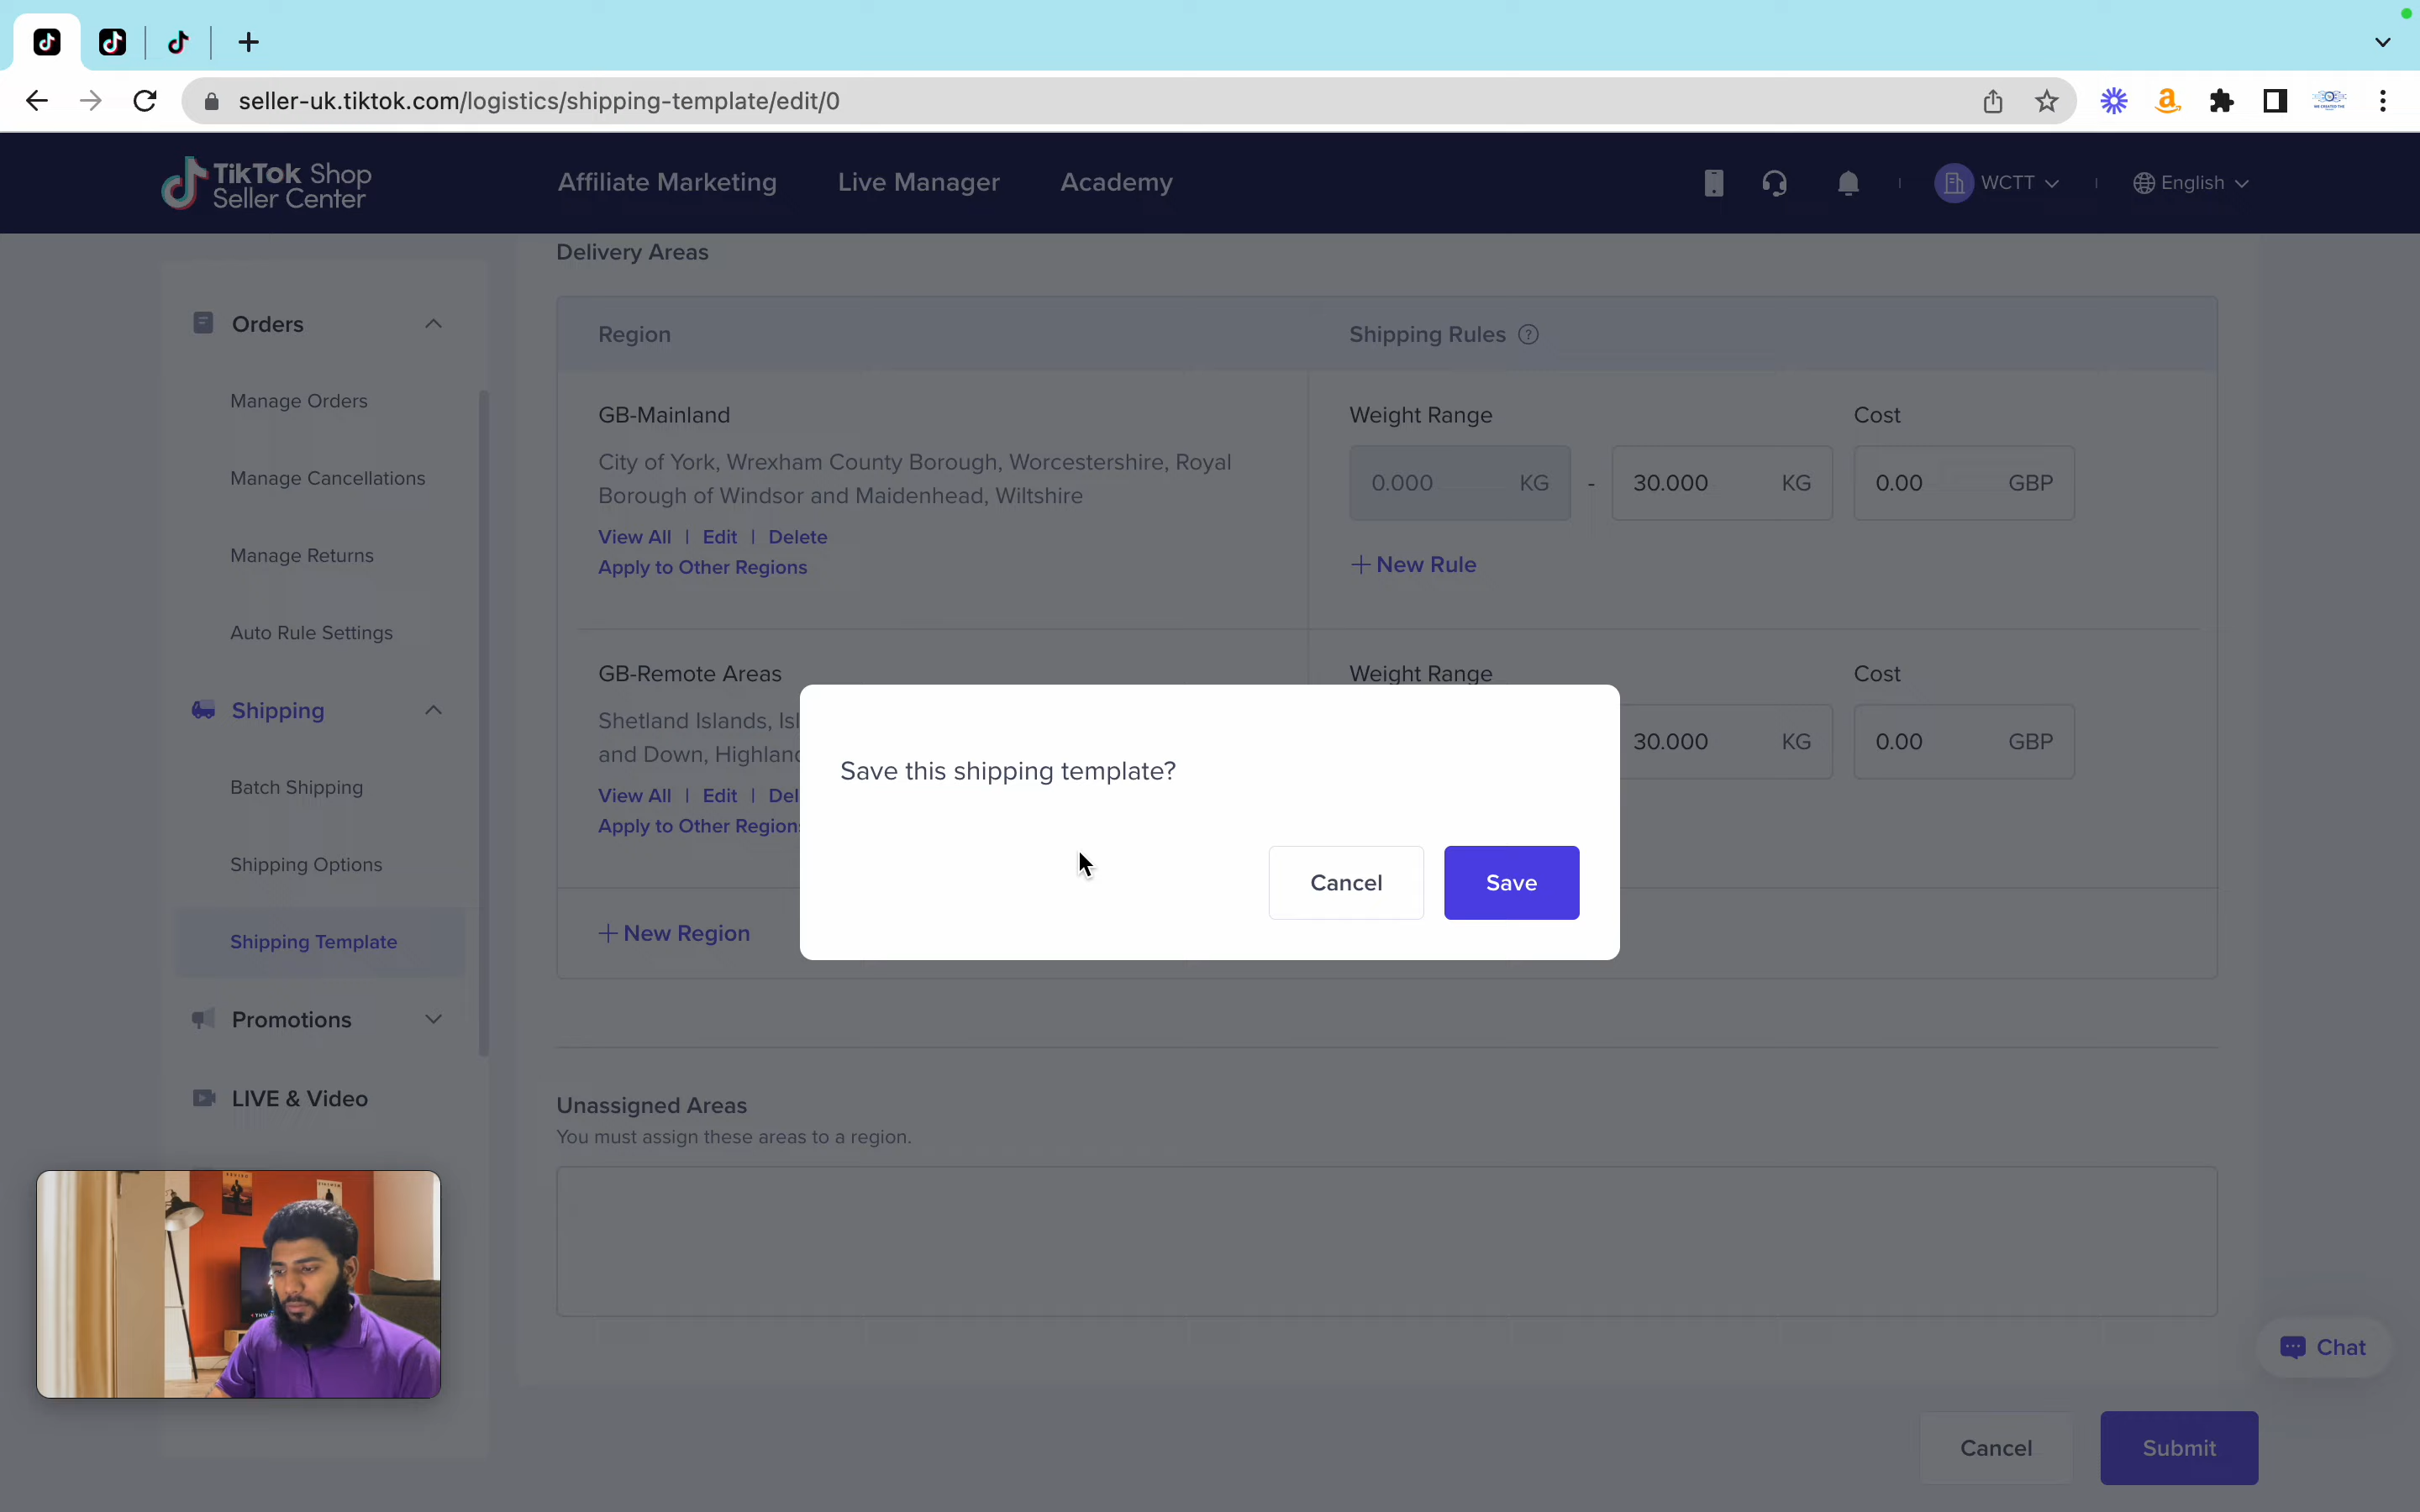 seller-uk.tiktok.com/logistics/shipping-template/edit/0
TikTok Shop
Seller Center
Affiliate Marketing
Live Manager
Academy
WCTT
English
Orders
Manage Orders
Manage Cancellations
Manage Returns
Auto Rule Settings
Shipping
Batch Shipping
Shipping Options
Shipping Template
Promotions
LIVE & Video
Delivery Areas
Region
Shipping Rules ?
GB-Mainland
City of York, Wrexham County Borough, Worcestershire, Royal
Borough of Windsor and Maidenhead, Wiltshire
View All | Edit | Delete
Apply to Other Regions
Weight Range
Cost
0.000 KG - 30.000 KG
0.00 GBP
+ New Rule
GB-Remote Areas
Shetland Islands, Isl
and Down, Highland
View All | Edit | Del
Apply to Other Regions
Weight Range
Cost
30.000 KG
0.00 GBP
+ New Region
Save this shipping template?
Cancel
Save
Unassigned Areas
You must assign these areas to a region.
Chat
Cancel
Submit